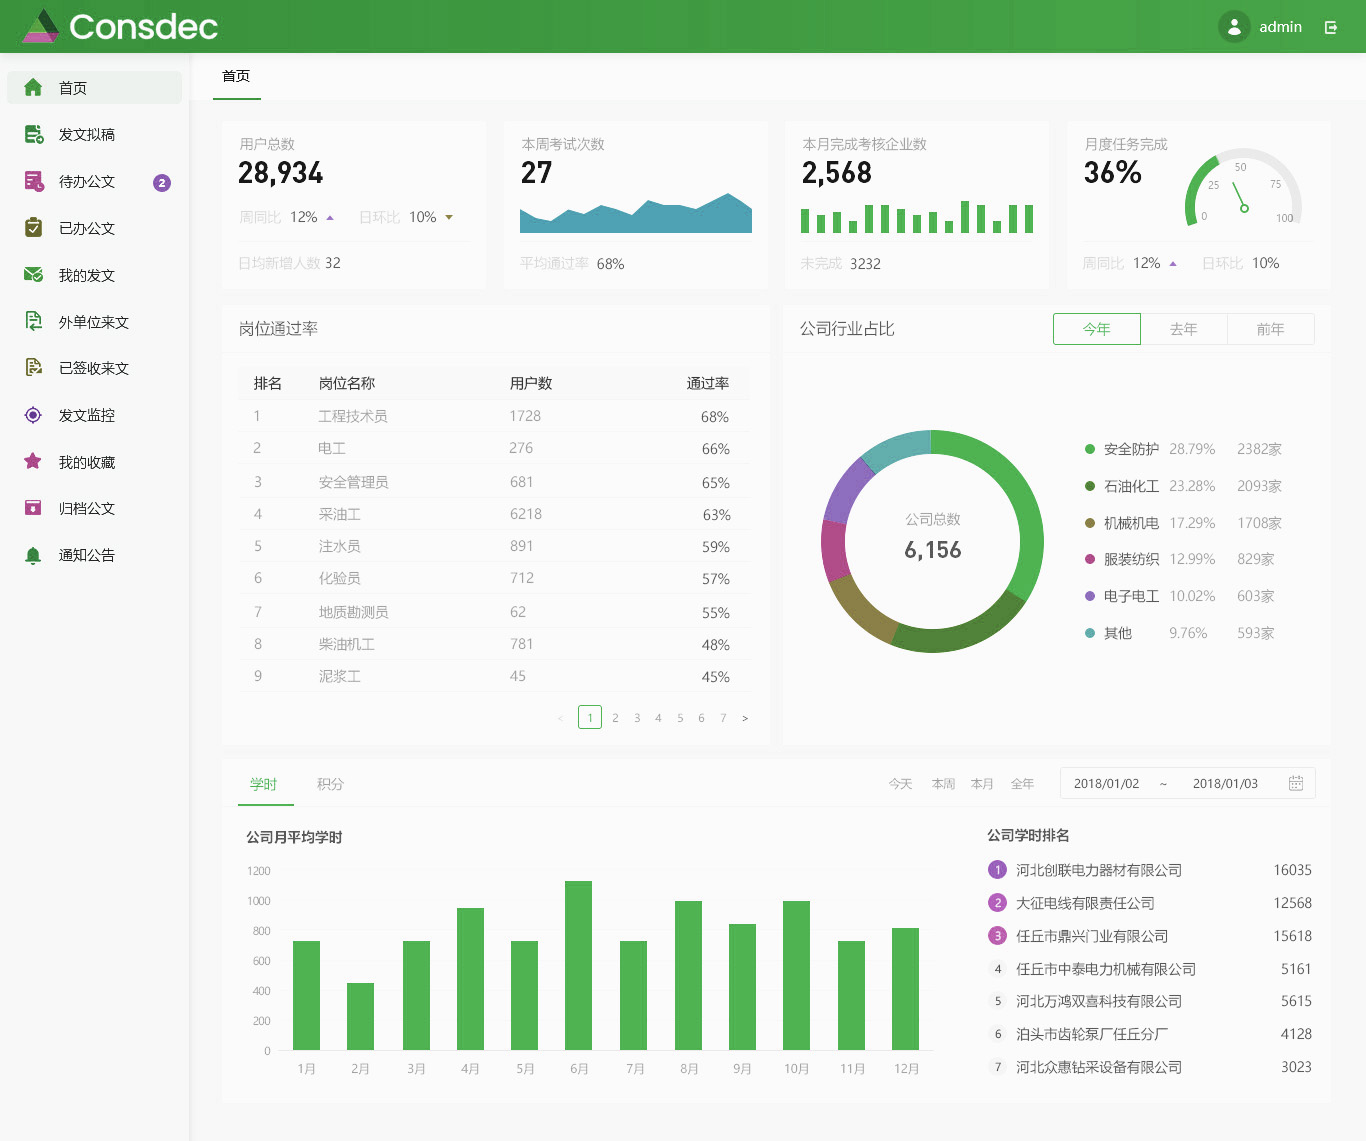 Consdec
admin
首页
发文拟稿
待办公文 2
已办公文
我的发文
外单位来文
已签收来文
发文监控
我的收藏
归档公文
通知公告
首页
用户总数
28,934
周同比 12% 日环比 10%
日均新增人数 32
本周考试次数
27
平均通过率 68%
本月完成考核企业数
2,568
未完成 3232
月度任务完成
36%
0 25 50 75 100
周同比 12% 日环比 10%
岗位通过率
排名 岗位名称 用户数 通过率
1 工程技术员 1728 68%
2 电工 276 66%
3 安全管理员 681 65%
4 采油工 6218 63%
5 注水员 891 59%
6 化验员 712 57%
7 地质勘测员 62 55%
8 柴油机工 781 48%
9 泥浆工 45 45%
< 1 2 3 4 5 6 7 >
公司行业占比
今年 去年 前年
公司总数
6,156
安全防护 28.79% 2382家
石油化工 23.28% 2093家
机械机电 17.29% 1708家
服装纺织 12.99% 829家
电子电工 10.02% 603家
其他 9.76% 593家
学时 积分
今天 本周 本月 全年 2018/01/02 ~ 2018/01/03
公司月平均学时
1200
1000
800
600
400
200
0
1月 2月 3月 4月 5月 6月 7月 8月 9月 10月 11月 12月
公司学时排名
1 河北创联电力器材有限公司 16035
2 大征电线有限责任公司 12568
3 任丘市鼎兴门业有限公司 15618
4 任丘市中泰电力机械有限公司 5161
5 河北万鸿双喜科技有限公司 5615
6 泊头市齿轮泵厂任丘分厂 4128
7 河北众惠钻采设备有限公司 3023